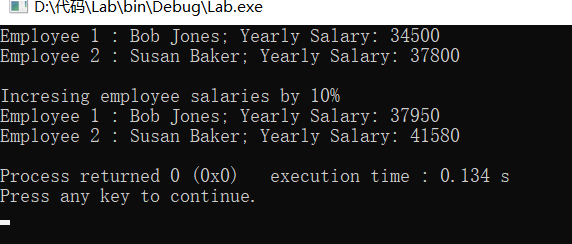 D:\代码\Lab\bin\Debug\Lab.exe
Employee 1 : Bob Jones; Yearly Salary: 34500
Employee 2 : Susan Baker; Yearly Salary: 37800
Incresing employee salaries by 10%
Employee 1 : Bob Jones; Yearly Salary: 37950
Employee 2 : Susan Baker; Yearly Salary: 41580
Process returned 0 (0x0)   execution time : 0.134 s
Press any key to continue.